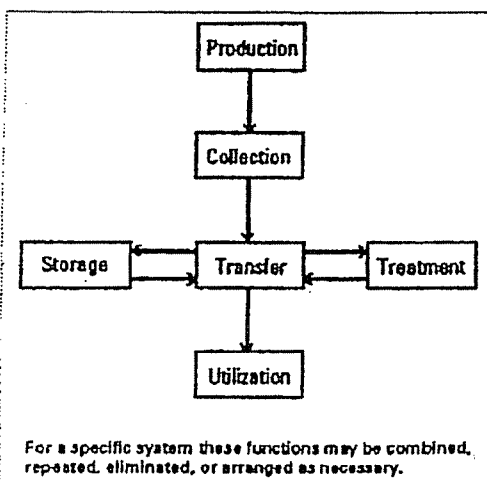 Production
Collection
Storage
Transfer
Treatment
Utilization
For a specific system these functions may be combined,
repeated, eliminated, or arranged as necessary.